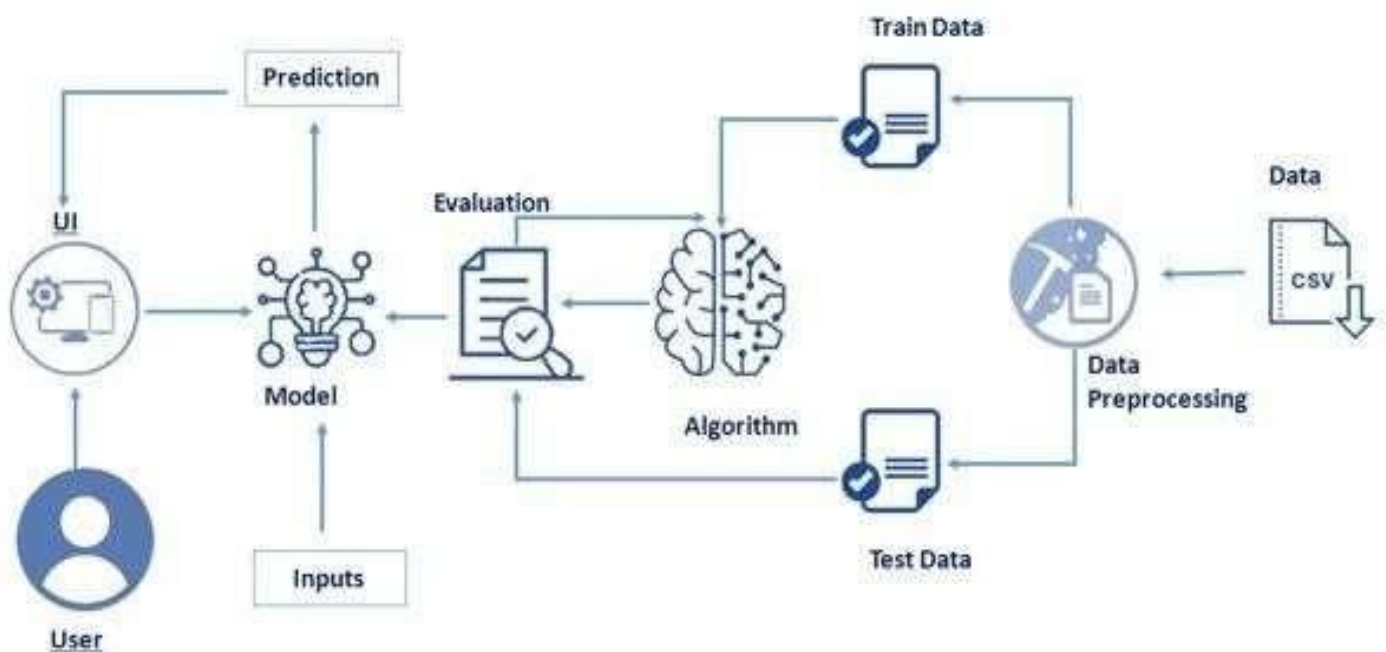 Train Data
Prediction
Data
UI
Evaluation
CSV
Model
Data
Preprocessing
Algorithm
Inputs
Test Data
User